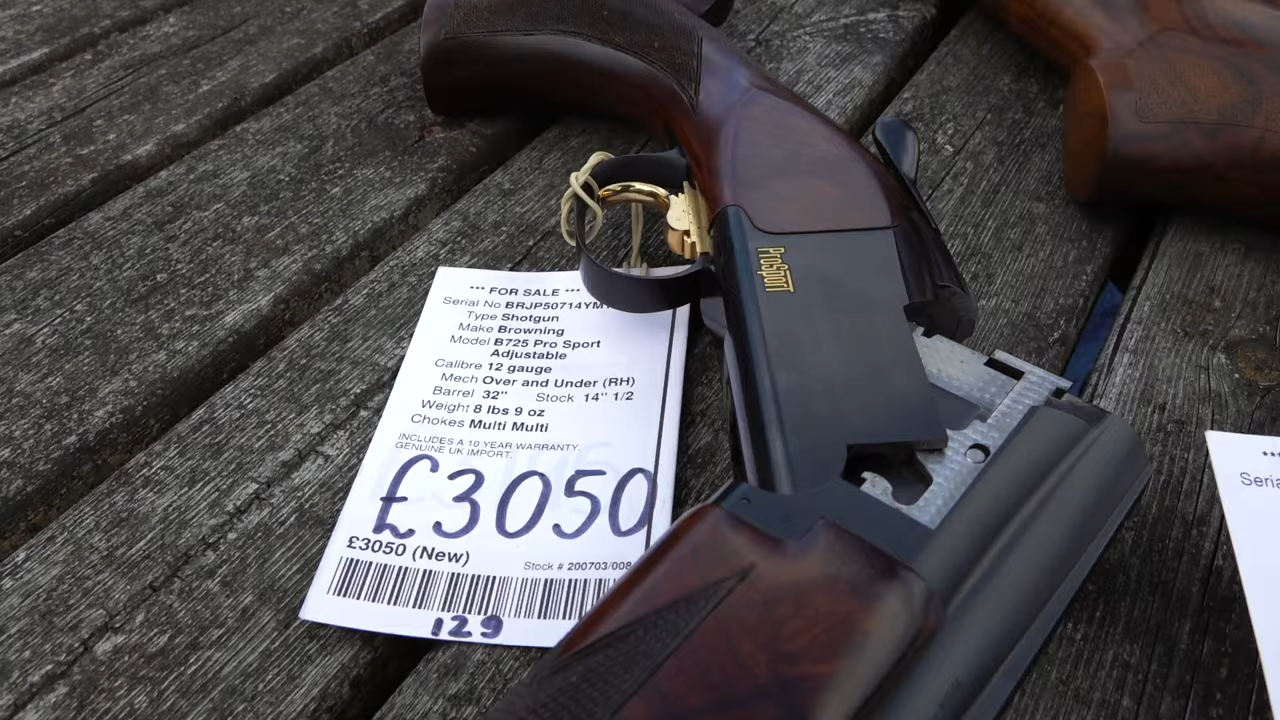 ProSport
*** FOR SALE ***
Serial No BRJP50714YM
Type Shotgun
Make Browning
Model B725 Pro Sport
Adjustable
Calibre 12 gauge
Mech Over and Under (RH)
Barrel 32" Stock 14" 1/2
Weight 8 lbs 9 oz
Chokes Multi Multi
INCLUDES A 10 YEAR WARRANTY.
GENUINE UK IMPORT.
£3050
£3050 (New)
Stock # 200703/008
129